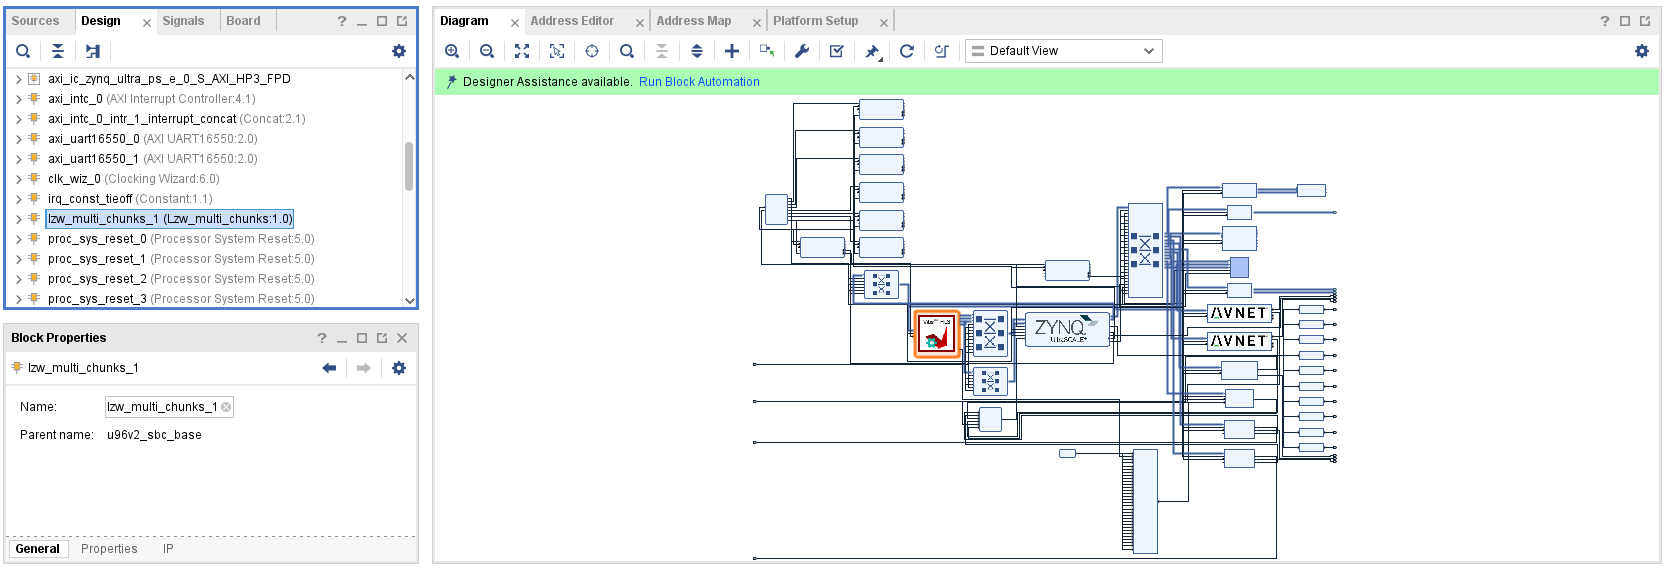 Sources
Design
Signals
Board
axi_ic_zynq_ultra_ps_e_0_S_AXI_HP3_FPD
axi_intc_0 (AXI Interrupt Controller:4.1)
axi_intc_0_intr_1_interrupt_concat (Concat:2.1)
axi_uart16550_0 (AXI UART16550:2.0)
axi_uart16550_1 (AXI UART16550:2.0)
clk_wiz_0 (Clocking Wizard:6.0)
irq_const_tieoff (Constant:1.1)
lzw_multi_chunks_1 (Lzw_multi_chunks:1.0)
proc_sys_reset_0 (Processor System Reset:5.0)
proc_sys_reset_1 (Processor System Reset:5.0)
proc_sys_reset_2 (Processor System Reset:5.0)
proc_sys_reset_3 (Processor System Reset:5.0)
Block Properties
lzw_multi_chunks_1
Name: lzw_multi_chunks_1
Parent name: u96v2_sbc_base
General
Properties
IP
Diagram
Address Editor
Address Map
Platform Setup
Default View
Designer Assistance available. Run Block Automation
Vitis™ HLS
ZYNQ
UltraSCALE+
AVNET
AVNET